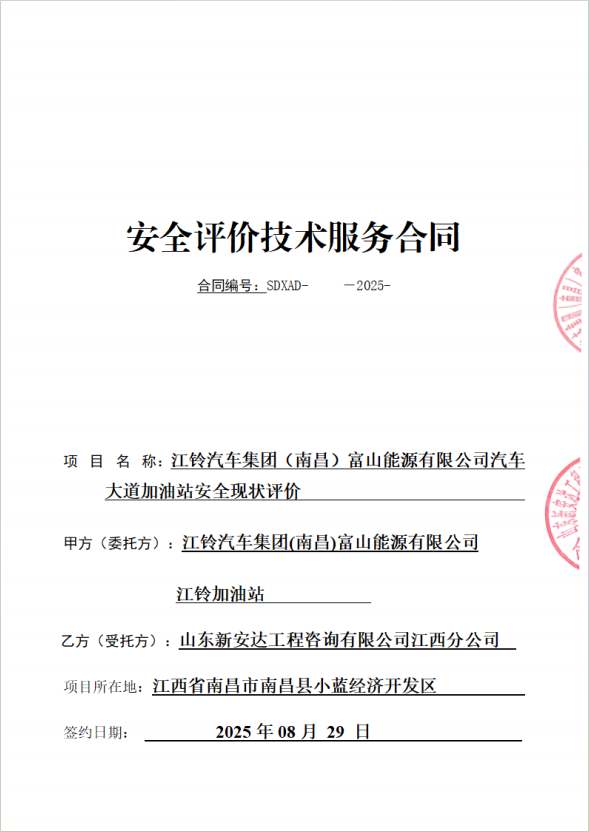 安全评价技术服务合同
合同编号：SDXAD-　　－2025-
项 目 名 称：江铃汽车集团（南昌）富山能源有限公司汽车
大道加油站安全现状评价
甲方（委托方）：江铃汽车集团(南昌)富山能源有限公司
江铃加油站
乙方（受托方）：山东新安达工程咨询有限公司江西分公司
项目所在地：江西省南昌市南昌县小蓝经济开发区
签约日期： 2025 年 08 月 29 日